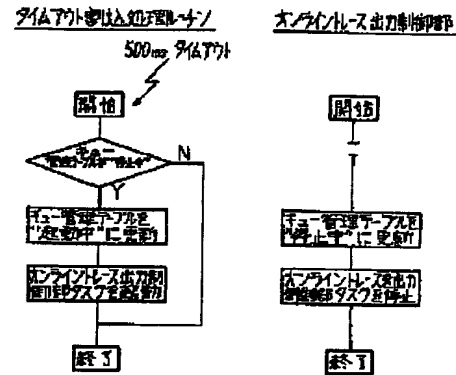 タイムアウト割り込み処理ルーチン
オンライントレース出力制御部
500ms タイムアウト
開始
キュー
管理テーブルが"停止中"
N
Y
キュー管理テーブルを
"起動中"に更新
オンライントレース出力制
御部タスクを起動
終了
開始
キュー管理テーブルを
"停止中"に更新
オンライントレース出力
制御部タスクを停止
終了